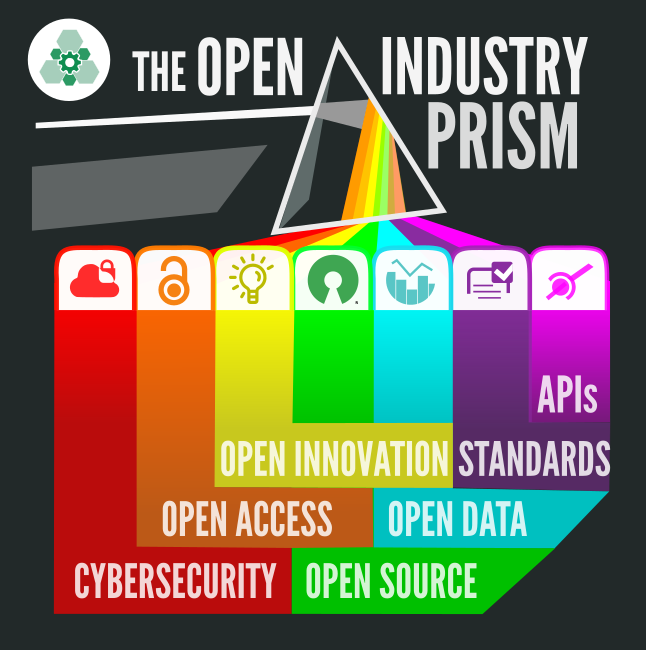 THE OPEN INDUSTRY
PRISM
APIs
OPEN INNOVATION STANDARDS
OPEN ACCESS OPEN DATA
CYBERSECURITY OPEN SOURCE